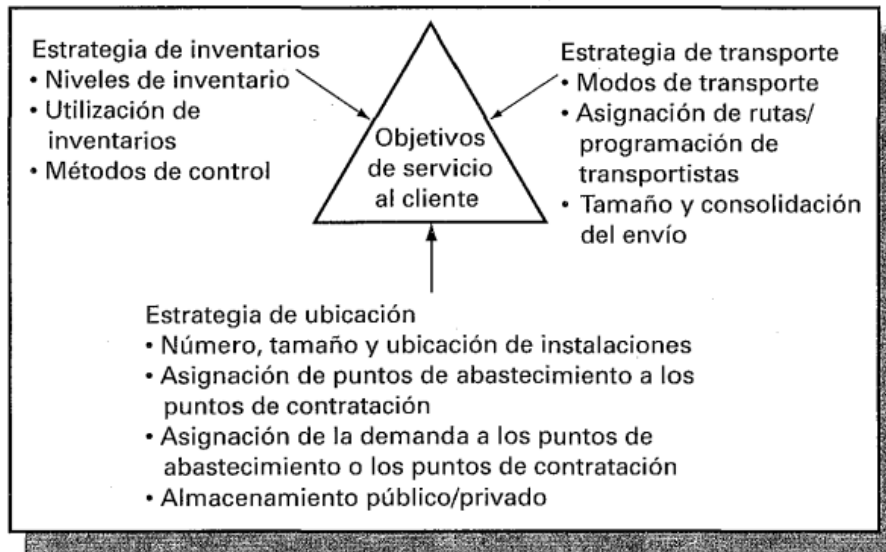 Estrategia de inventarios
• Niveles de inventario
• Utilización de
inventarios
• Métodos de control
Objetivos
de servicio
al cliente
Estrategia de transporte
• Modos de transporte
• Asignación de rutas/
programación de
transportistas
• Tamaño y consolidación
del envío
Estrategia de ubicación
• Número, tamaño y ubicación de instalaciones
• Asignación de puntos de abastecimiento a los
puntos de contratación
• Asignación de la demanda a los puntos de
abastecimiento o los puntos de contratación
• Almacenamiento público/privado